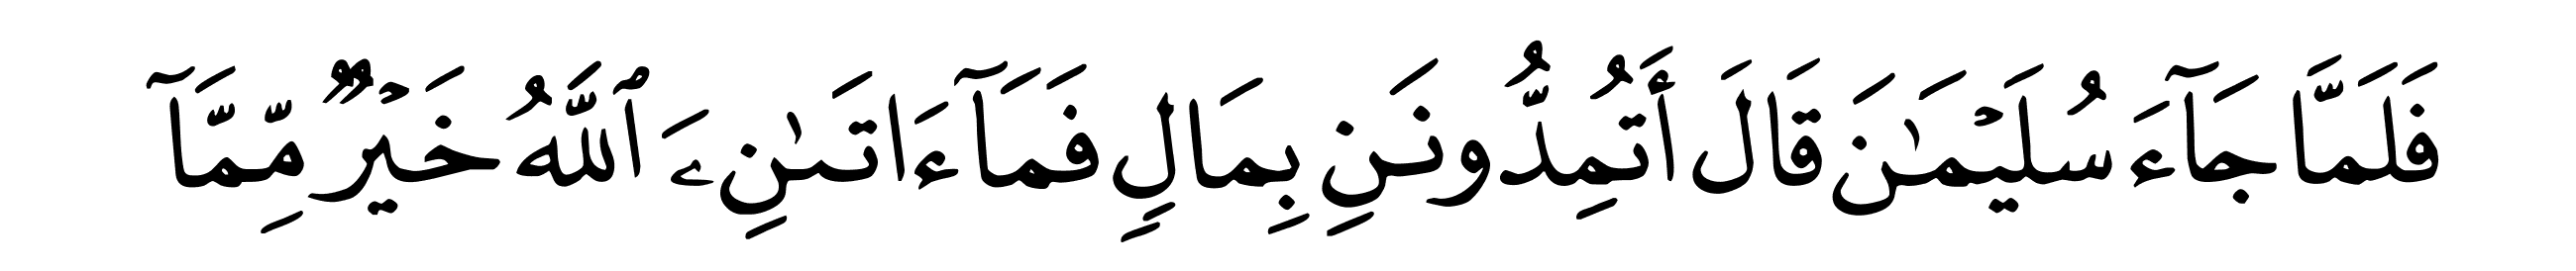 فَلَمَّا جَآءَ سُلَيْمَـٰنَ قَالَ أَتُمِدُّونَنِ بِمَالٍ فَمَآ ءَاتَـٰنِۦَ ٱللَّهُ خَيْرٌ مِّمَّآ